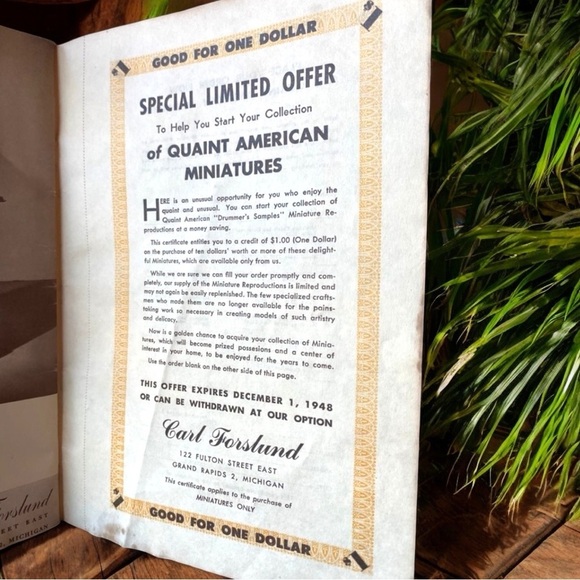 GOOD FOR ONE DOLLAR
SPECIAL LIMITED OFFER
To Help You Start Your Collection
of QUAINT AMERICAN
MINIATURES
HERE is an unusual opportunity for you who enjoy the
quaint and unusual. You can start your collection of
Quaint American "Drummer's Samples" Miniature Re-
productions at a money saving.
This certificate entitles you to a credit of $1.00 (One Dollar)
on the purchase of ten dollars' worth or more of these delight-
ful Miniatures, which are available only from us.
While we are sure we can fill your order promptly and com-
pletely, our supply of the Miniature Reproductions is limited and
may not again be easily replenished. The few specialized crafts-
men who made them are no longer available for the pains-
taking work so necessary in creating models of such artistry
and delicacy.
Now is a golden chance to acquire your collection of Minia-
tures, which will become prized possesions and a center of
interest in your home, to be enjoyed for the years to come.
Use the order blank on the other side of this page.
THIS OFFER EXPIRES DECEMBER 1, 1948
OR CAN BE WITHDRAWN AT OUR OPTION
Carl Forslund
122 FULTON STREET EAST
GRAND RAPIDS 2, MICHIGAN
This certificate applies to the purchase of
MINIATURES ONLY
GOOD FOR ONE DOLLAR
EAST
MICHIGAN